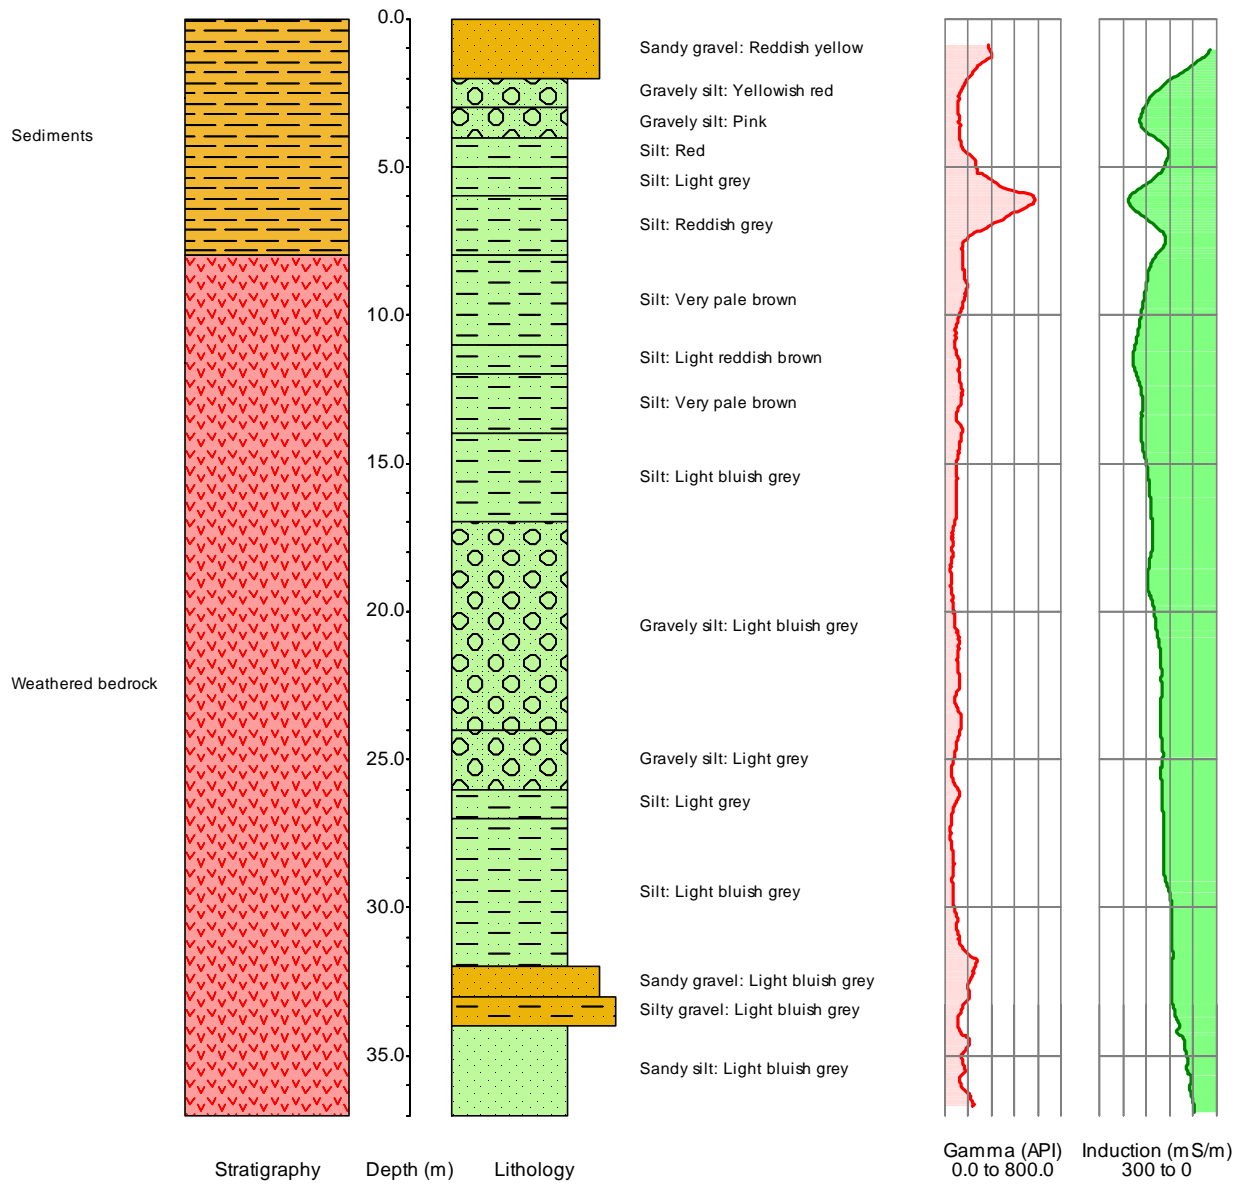 0.0
Sandy gravel: Reddish yellow
Gravely silt: Yellowish red
Gravely silt: Pink
Sediments
Silt: Red
5.0
Silt: Light grey
Silt: Reddish grey
Silt: Very pale brown
10.0
Silt: Light reddish brown
Silt: Very pale brown
15.0
Silt: Light bluish grey
20.0
Gravely silt: Light bluish grey
Weathered bedrock
25.0
Gravely silt: Light grey
Silt: Light grey
Silt: Light bluish grey
30.0
Sandy gravel: Light bluish grey
Silty gravel: Light bluish grey
35.0
Sandy silt: Light bluish grey
Stratigraphy
Depth (m)
Lithology
Gamma (API)
0.0 to 800.0
Induction (mS/m)
300 to 0